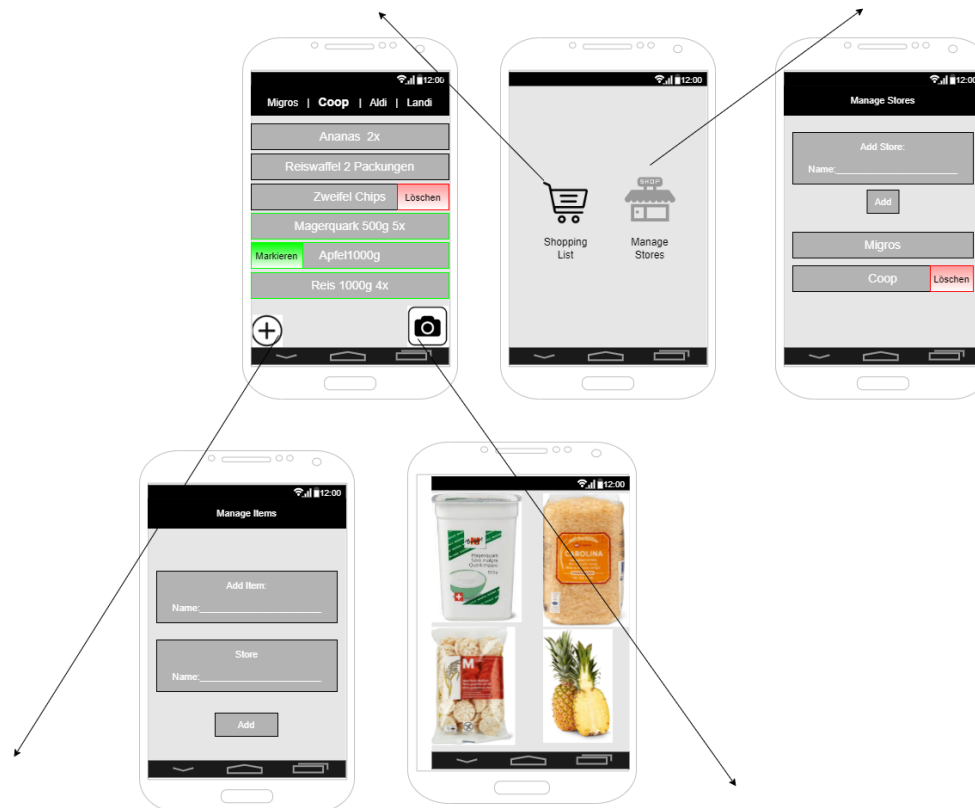 12:00
Migros | Coop | Aldi | Landi
Ananas 2x
Reiswaffel 2 Packungen
Zweifel Chips Löschen
Magerquark 500g 5x
Markieren Apfel1000g
Reis 1000g 4x
12:00
SHOP
Shopping
List
Manage
Stores
12:00
Manage Stores
Add Store:
Name:
Add
Migros
Coop Löschen
12:00
Manage Items
Add Item:
Name:
Store
Name:
Add
12:00
Magerquark
CAROLINA
M